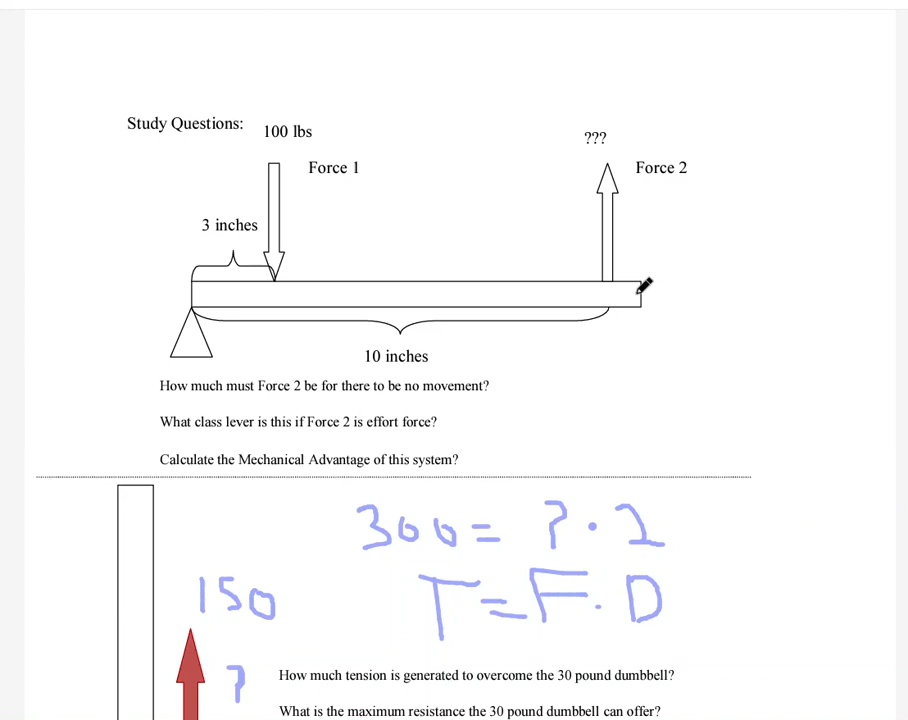 Study Questions:
100 lbs
???
Force 1
Force 2
3 inches
10 inches
How much must Force 2 be for there to be no movement?
What class lever is this if Force 2 is effort force?
Calculate the Mechanical Advantage of this system?
300 = ? · 2
150
T = F · D
?
How much tension is generated to overcome the 30 pound dumbbell?
What is the maximum resistance the 30 pound dumbbell can offer?